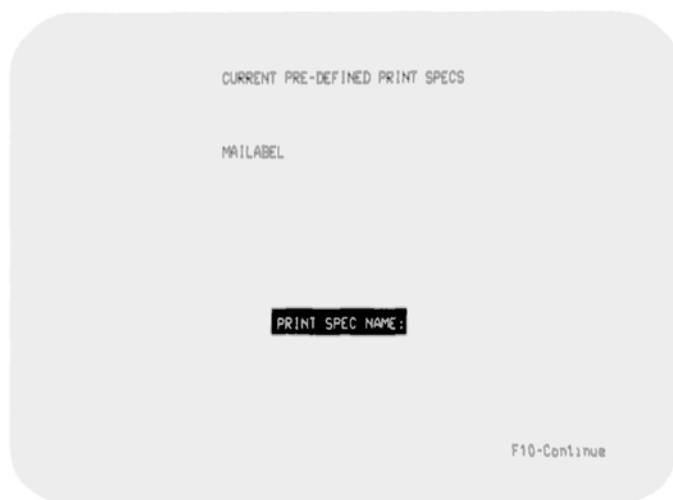 CURRENT PRE-DEFINED PRINT SPECS
MAILABEL
PRINT SPEC NAME:
F10-Continue